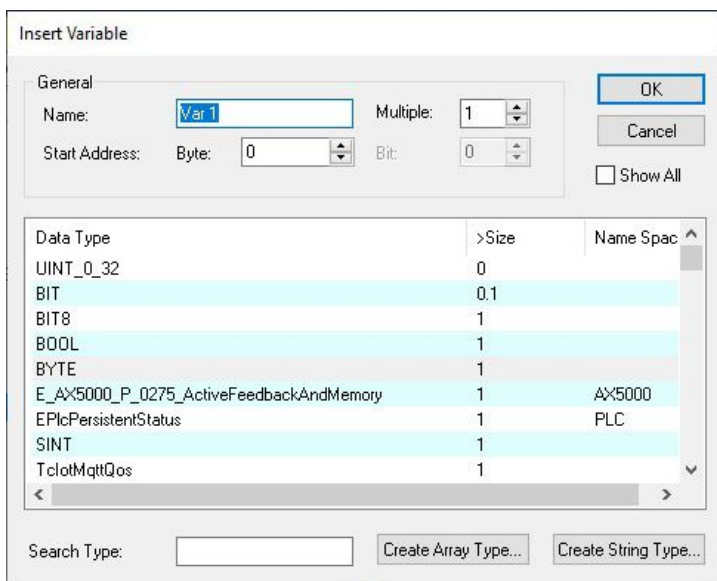 Insert Variable
General
Name: Var 1 Multiple: 1
Start Address: Byte: 0 Bit: 0
OK
Cancel
Show All
Data Type >Size Name Spac
UINT_0_32 0
BIT 0.1
BIT8 1
BOOL 1
BYTE 1
E_AX5000_P_0275_ActiveFeedbackAndMemory 1 AX5000
EPlcPersistentStatus 1 PLC
SINT 1
TcIotMqttQos 1
Search Type: Create Array Type... Create String Type...